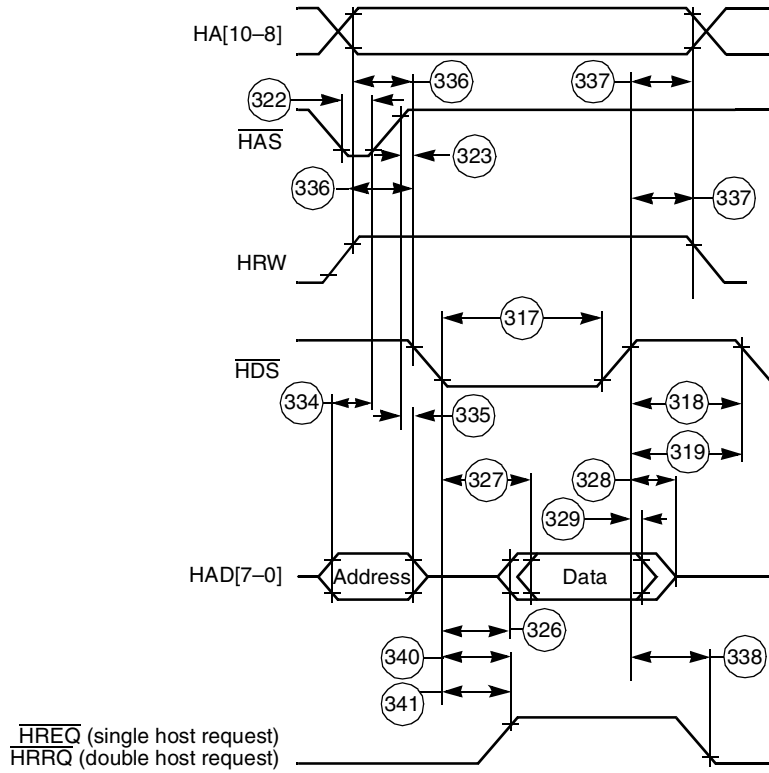 HA[10–8]
336
337
322
HAS
323
336
337
HRW
317
HDS
334
335
318
319
327
328
329
HAD[7–0]
Address
Data
326
340
338
341
HREQ (single host request)
HRRQ (double host request)